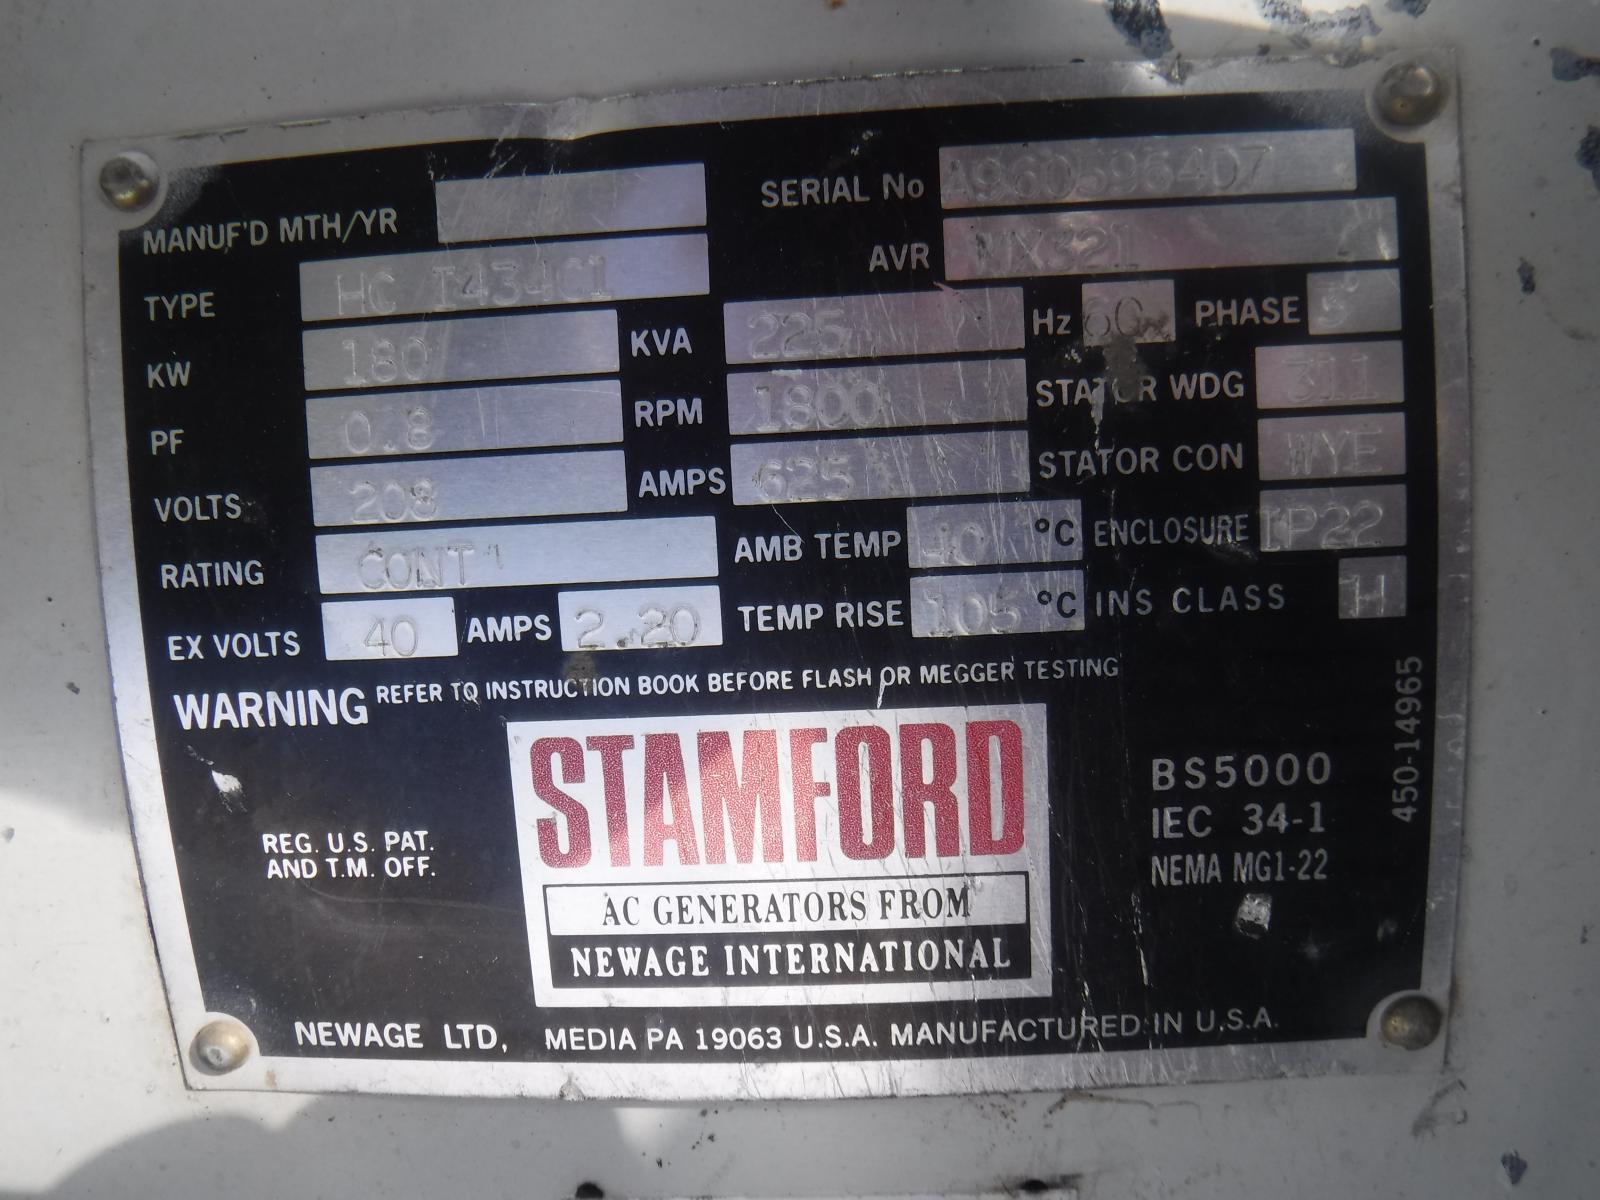 MANUF'D MTH/YR SERIAL No A960595407
TYPE HC I434C1 AVR WX321
KW 180 KVA 225 Hz 60 PHASE
PF 0.8 RPM 1800 STATOR WDG 311
VOLTS 208 AMPS 625 STATOR CON WYE
RATING CONT AMB TEMP 40 °C ENCLOSURE IP22
EX VOLTS 40 AMPS 2.20 TEMP RISE 105 °C INS CLASS H
WARNING REFER TO INSTRUCTION BOOK BEFORE FLASH OR MEGGER TESTING
450-14965
REG. U.S. PAT.
AND T.M. OFF.
STAMFORD
AC GENERATORS FROM
NEWAGE INTERNATIONAL
BS5000
IEC 34-1
NEMA MG1-22
NEWAGE LTD, MEDIA PA 19063 U.S.A. MANUFACTURED IN U.S.A.